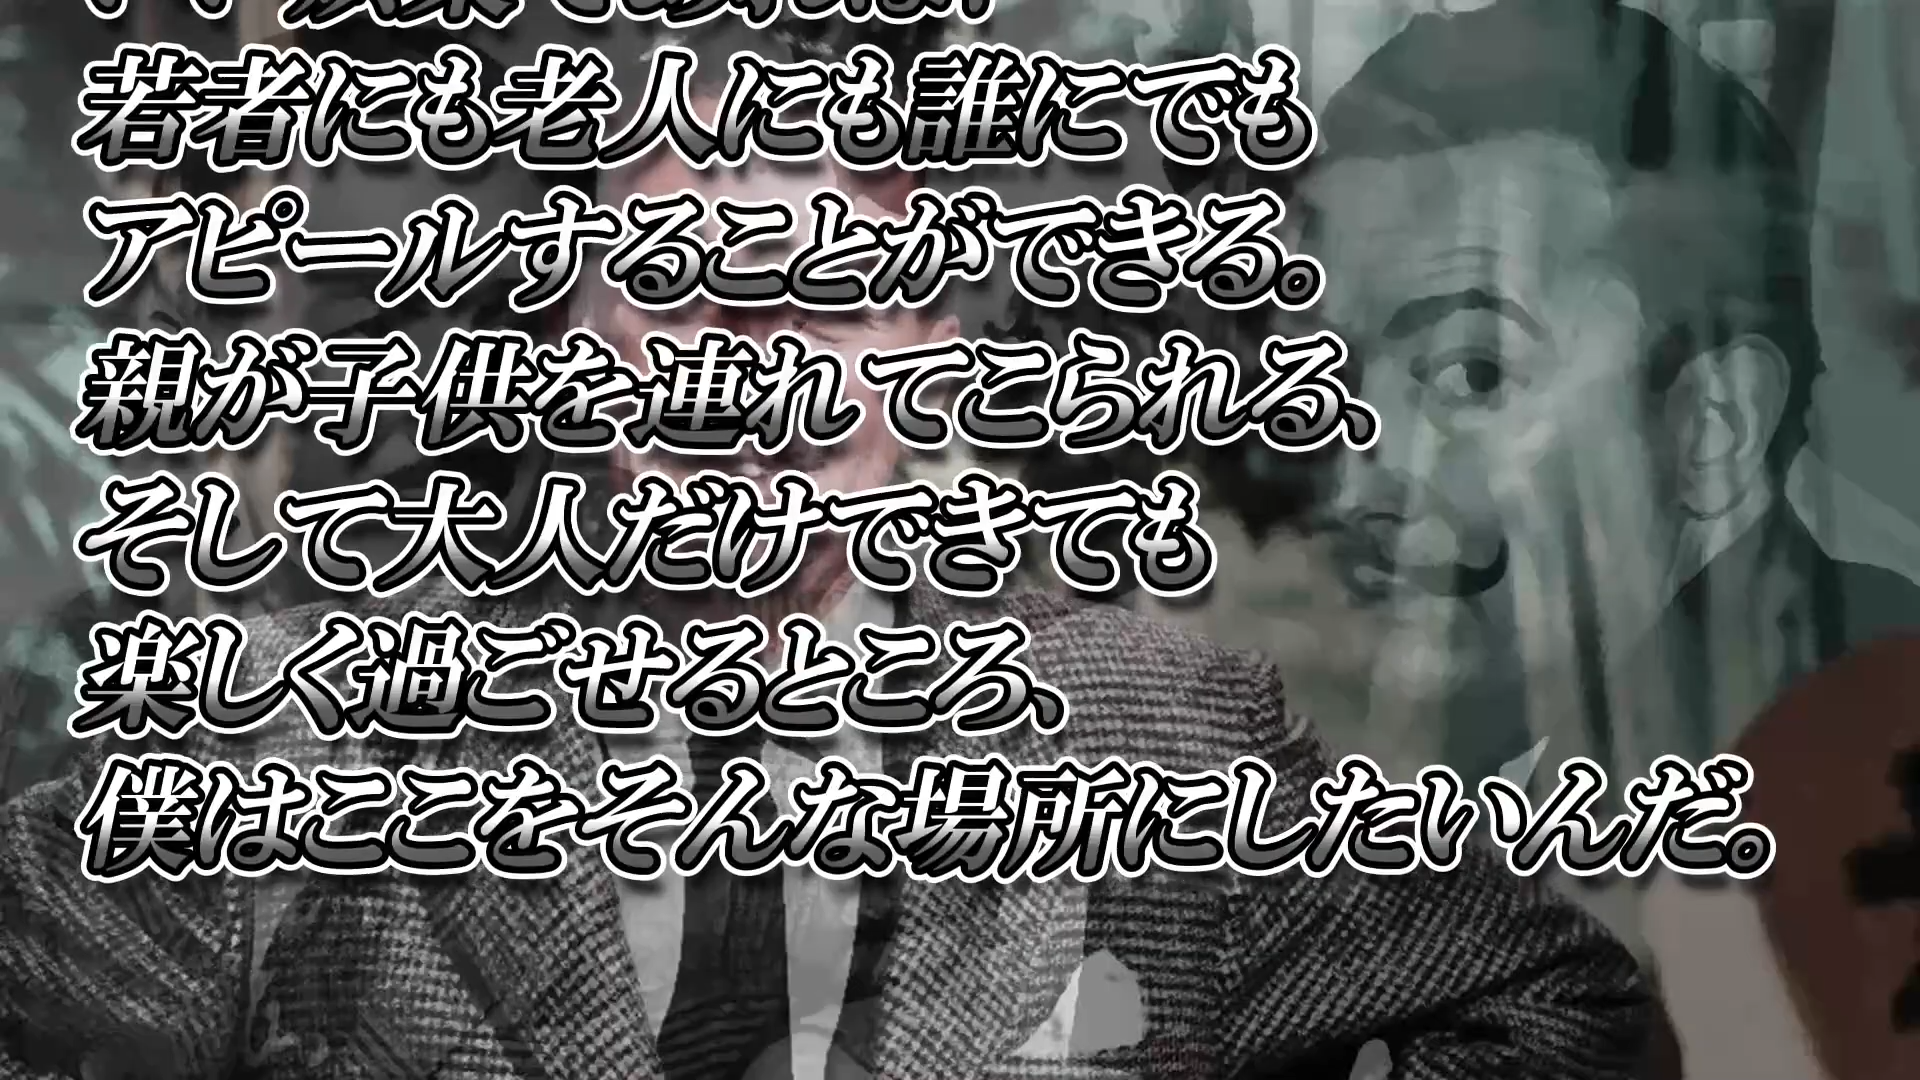 若者にも老人にも誰にでも
アピールすることができる。
親が子供を連れてこられる、
そして大人だけできても
楽しく過ごせるところ、
僕はここをそんな場所にしたいんだ。